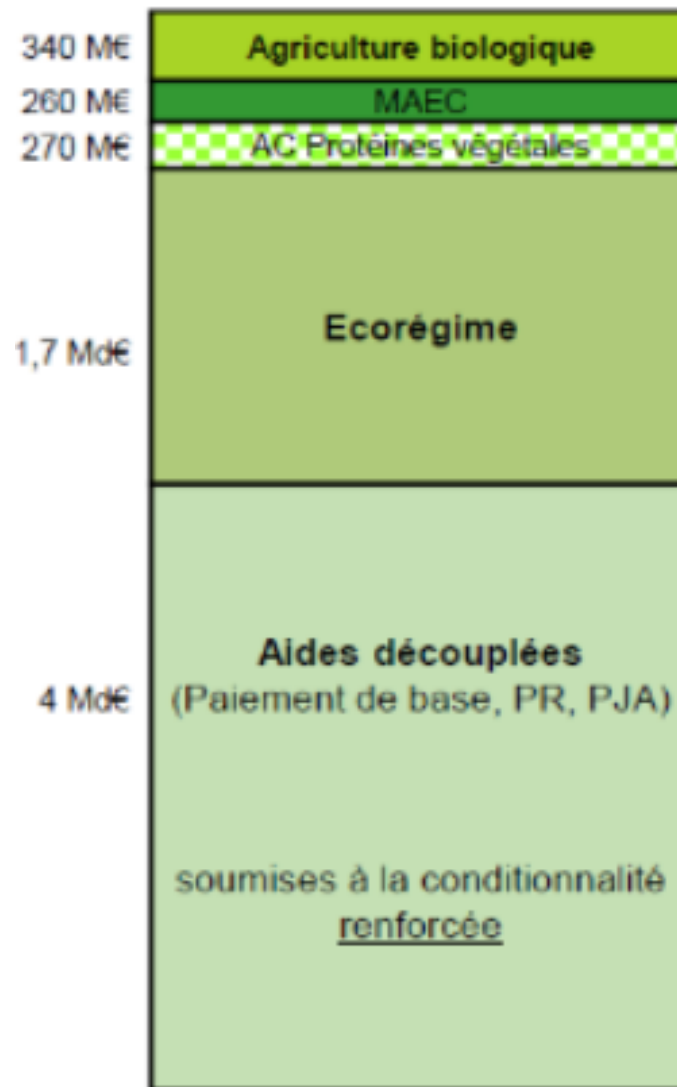 340 M€ Agriculture biologique
260 M€ MAEC
270 M€ AC Protéines végétales
1,7 Md€ Ecorégime
Aides découplées
4 Md€ (Paiement de base, PR, PJA)
soumises à la conditionnalité
renforcée